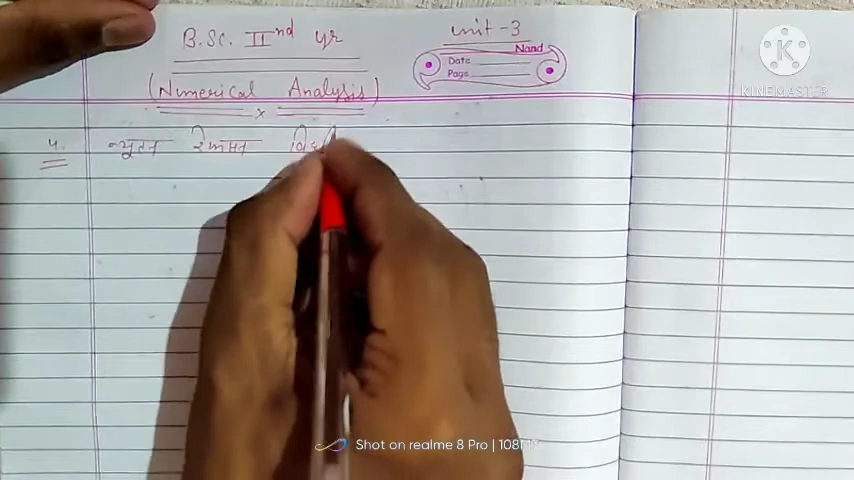 B.Sc. IInd yr
unit - 3
Nand
Date
Page
(Numerical Analysis)
x
4. न्यूटन रैफसन
KINEMASTER
Shot on realme 8 Pro | 108MP